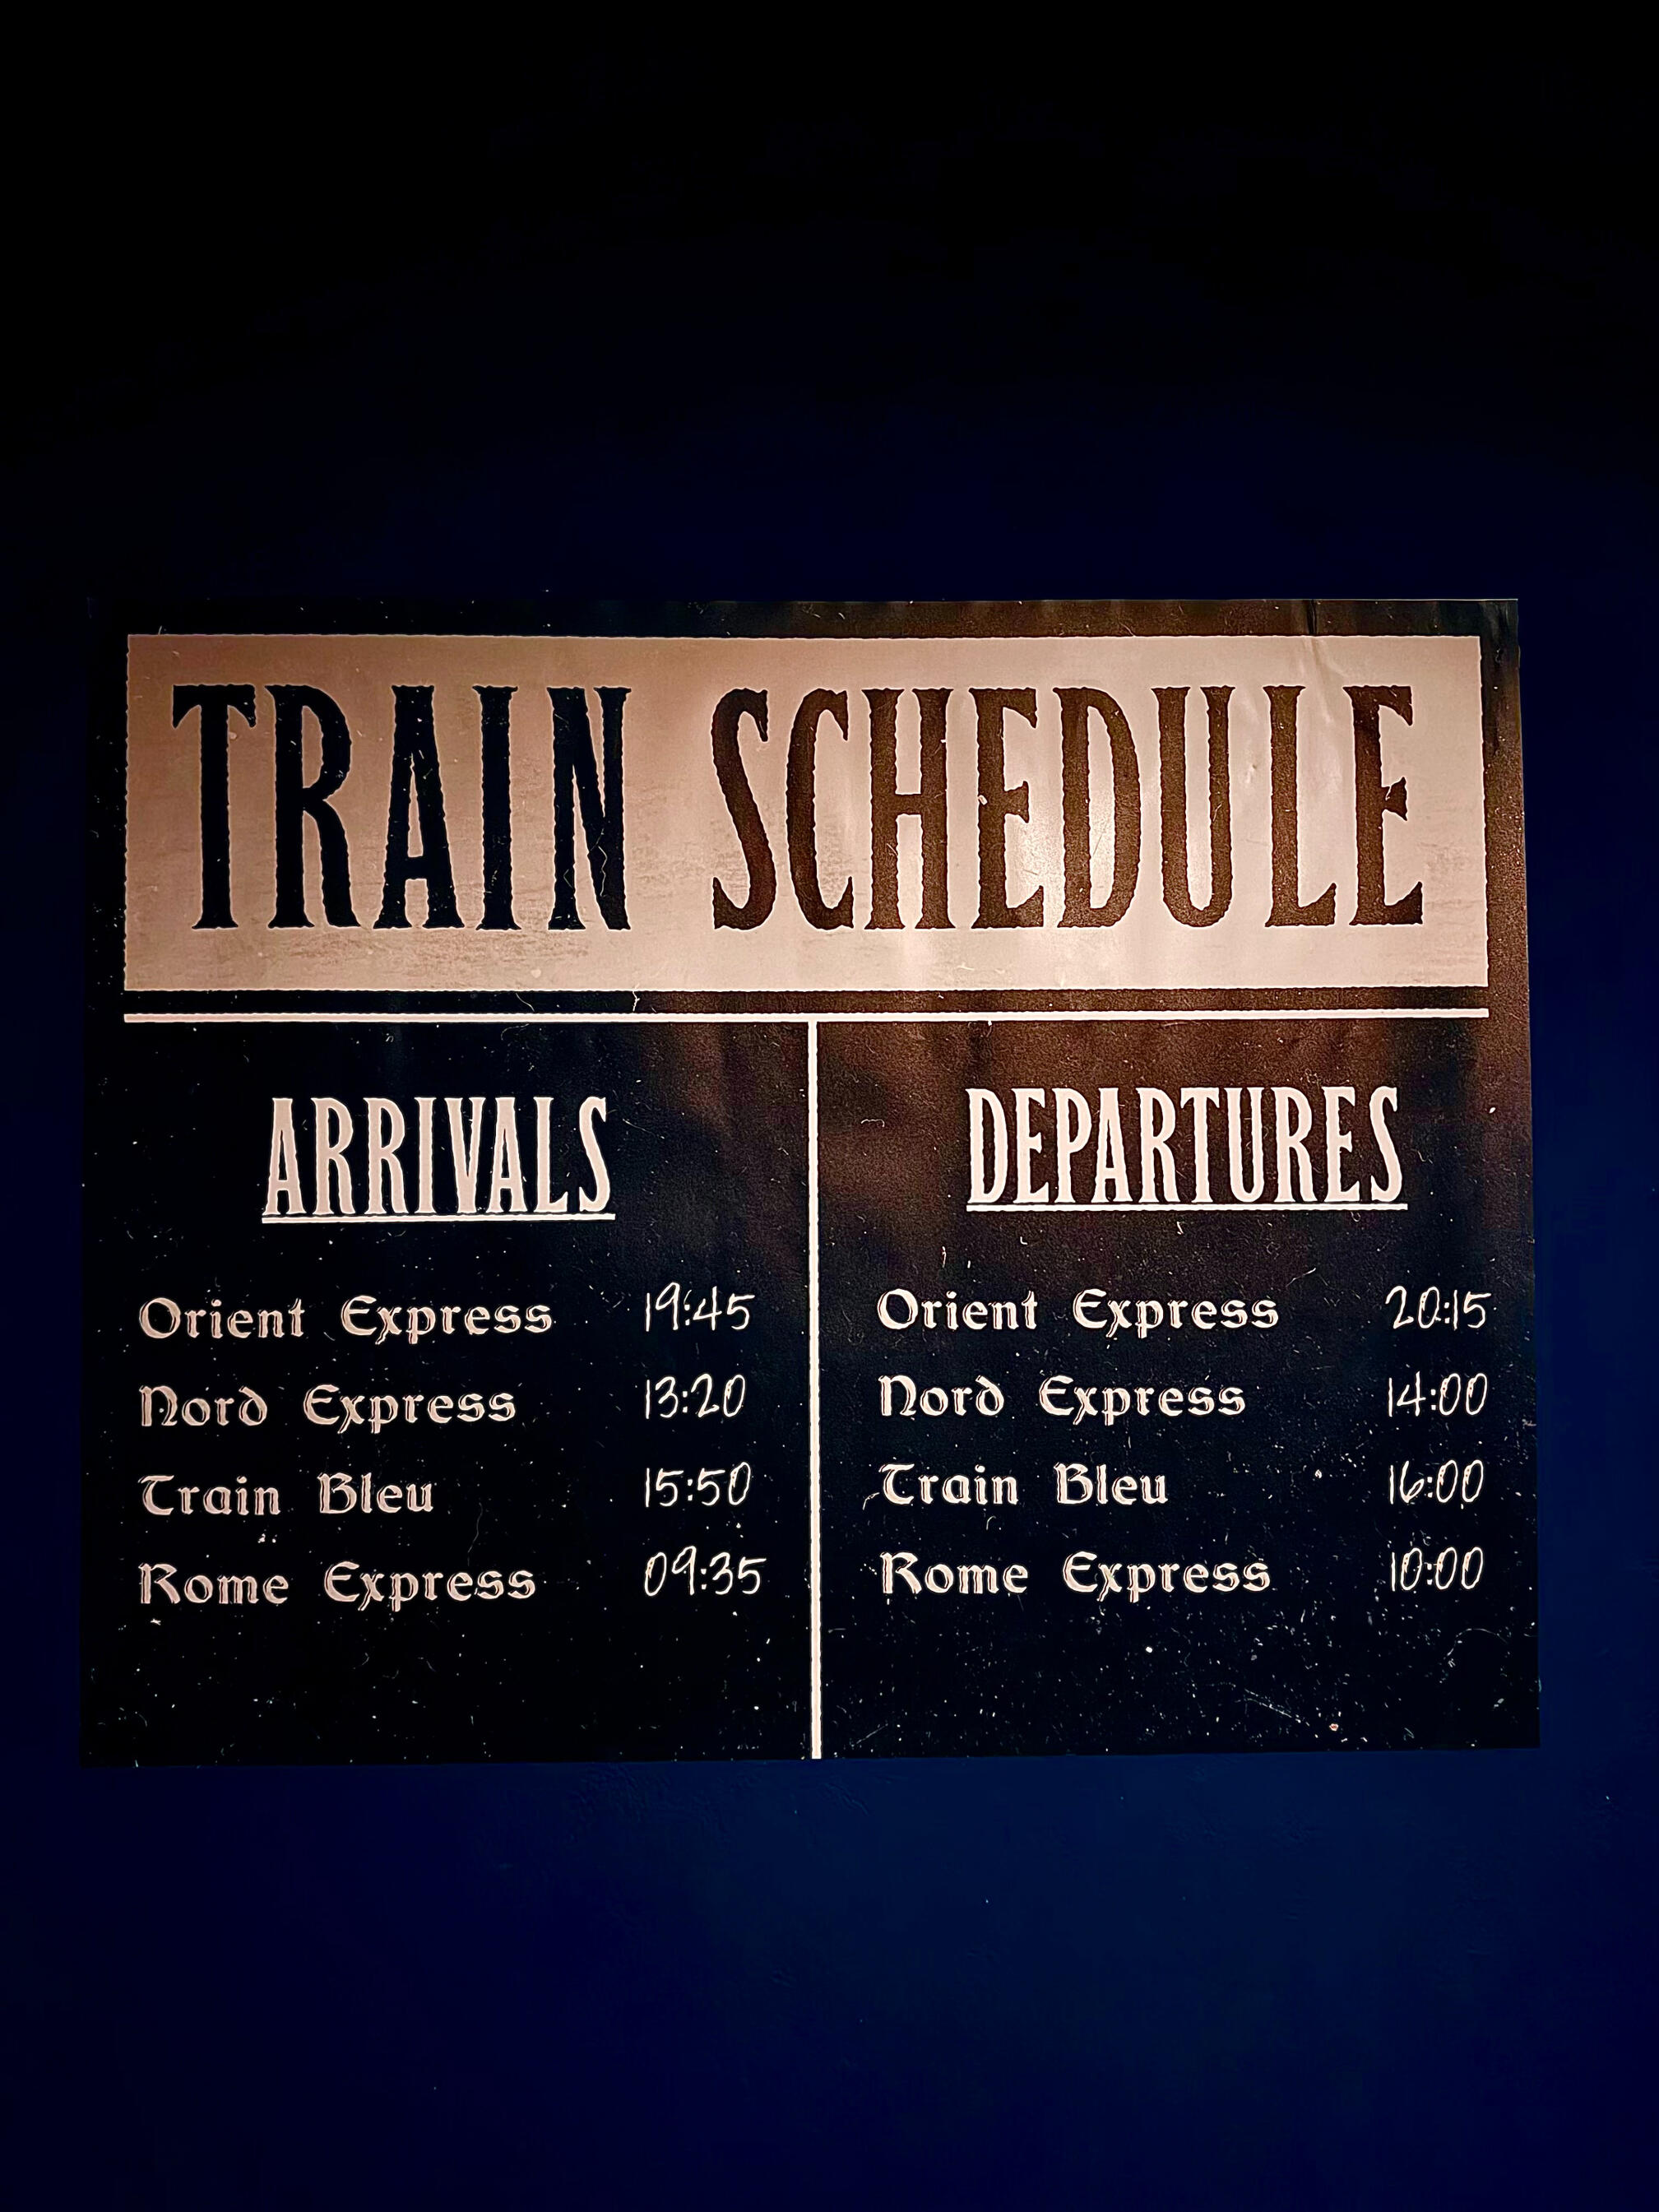 TRAIN SCHEDULE
ARRIVALS
Orient Express 19:45
Nord Express 13:20
Train Bleu 15:50
Rome Express 09:35
DEPARTURES
Orient Express 20:15
Nord Express 14:00
Train Bleu 16:00
Rome Express 10:00